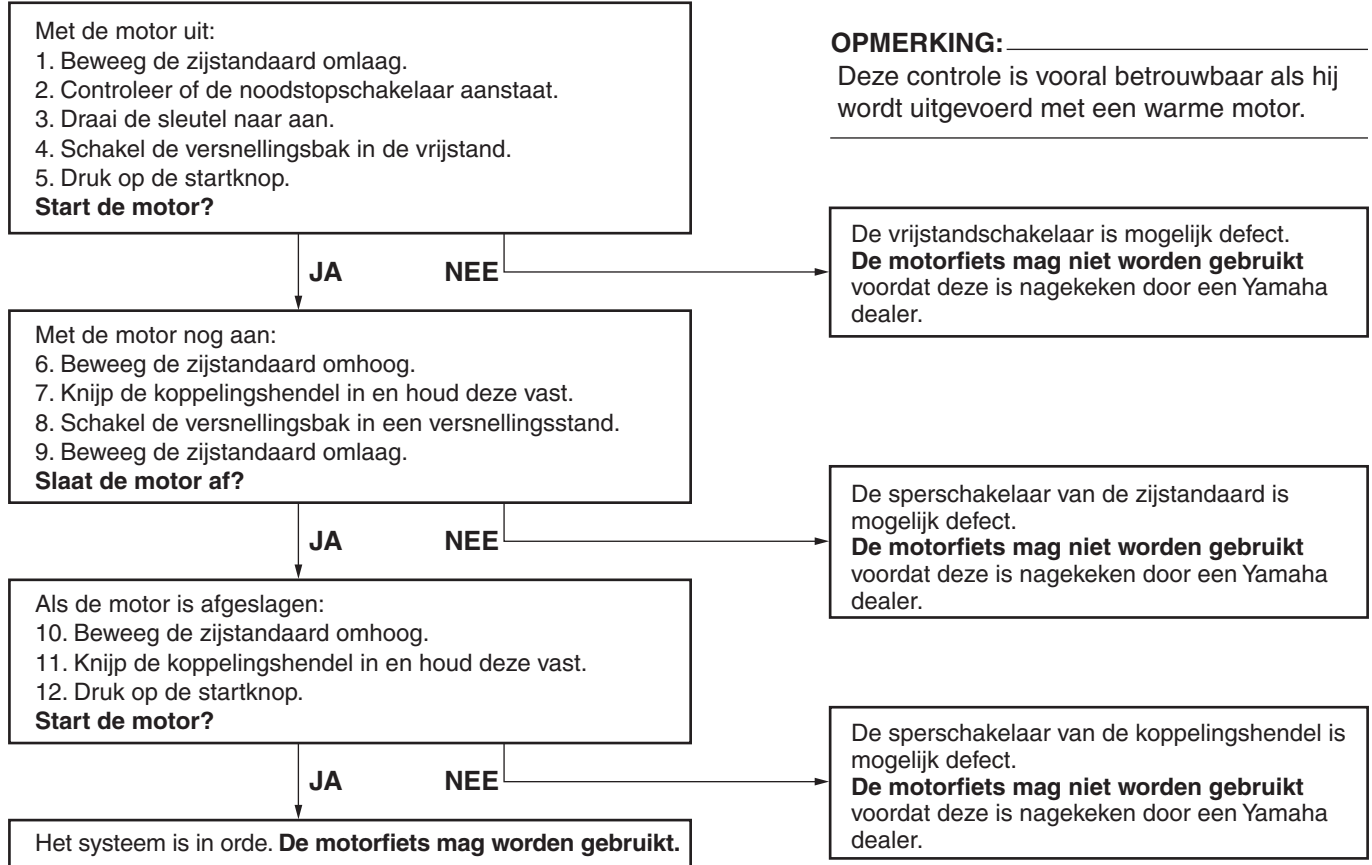 Met de motor uit:
1. Beweeg de zijstandaard omlaag.
2. Controleer of de noodstopschakelaar aanstaat.
3. Draai de sleutel naar aan.
4. Schakel de versnellingsbak in de vrijstand.
5. Druk op de startknop.
Start de motor?
OPMERKING:
Deze controle is vooral betrouwbaar als hij
wordt uitgevoerd met een warme motor.
JA NEE
De vrijstandschakelaar is mogelijk defect.
De motorfiets mag niet worden gebruikt
voordat deze is nagekeken door een Yamaha
dealer.
Met de motor nog aan:
6. Beweeg de zijstandaard omhoog.
7. Knijp de koppelingshendel in en houd deze vast.
8. Schakel de versnellingsbak in een versnellingsstand.
9. Beweeg de zijstandaard omlaag.
Slaat de motor af?
JA NEE
De sperschakelaar van de zijstandaard is
mogelijk defect.
De motorfiets mag niet worden gebruikt
voordat deze is nagekeken door een Yamaha
dealer.
Als de motor is afgeslagen:
10. Beweeg de zijstandaard omhoog.
11. Knijp de koppelingshendel in en houd deze vast.
12. Druk op de startknop.
Start de motor?
JA NEE
De sperschakelaar van de koppelingshendel is
mogelijk defect.
De motorfiets mag niet worden gebruikt
voordat deze is nagekeken door een Yamaha
dealer.
Het systeem is in orde. De motorfiets mag worden gebruikt.